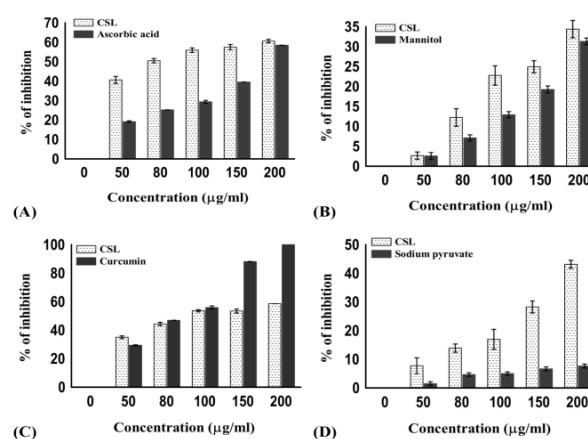 70
60
50
40
30
20
10
0
% of inhibition
CSL
Ascorbic acid
0 50 80 100 150 200
Concentration (µg/ml)
(A)
35
30
25
20
15
10
5
0
% of inhibition
CSL
Mannitol
0 50 80 100 150 200
Concentration (µg/ml)
(B)
100
80
60
40
20
0
% of inhibition
CSL
Curcumin
0 50 80 100 150 200
Concentration (µg/ml)
(C)
50
40
30
20
10
0
% of inhibition
CSL
Sodium pyruvate
0 50 80 100 150 200
Concentration (µg/ml)
(D)